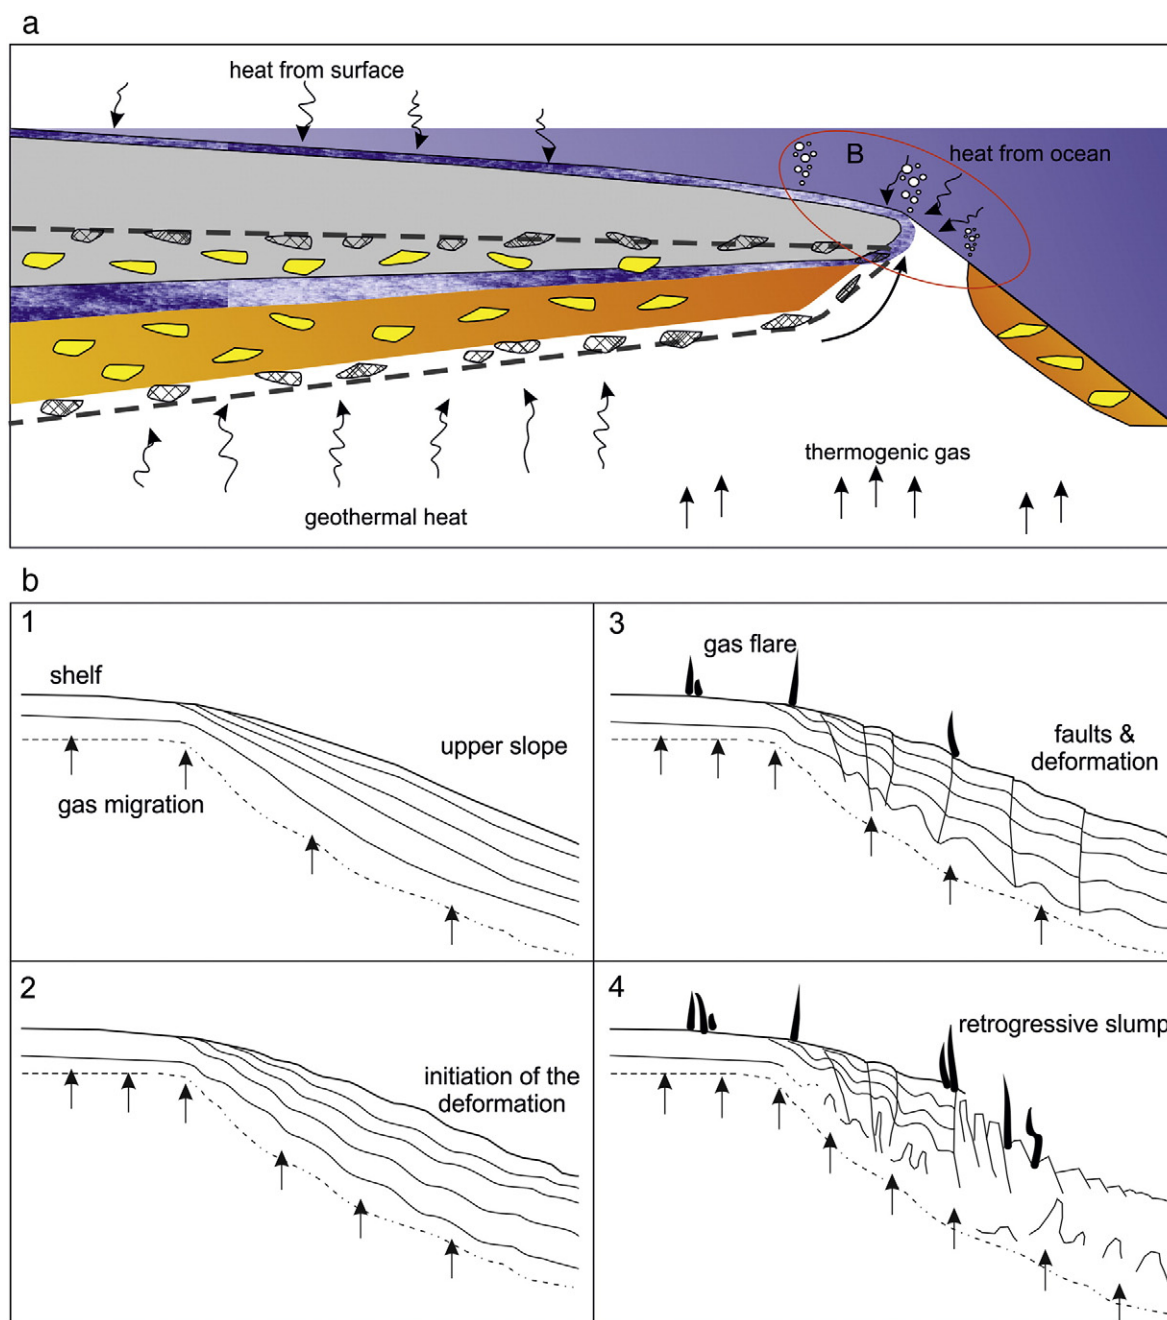 a
heat from surface
B
heat from ocean
thermogenic gas
geothermal heat
b
1
shelf
upper slope
gas migration
3
gas flare
faults &
deformation
2
initiation of the
deformation
4
retrogressive slump